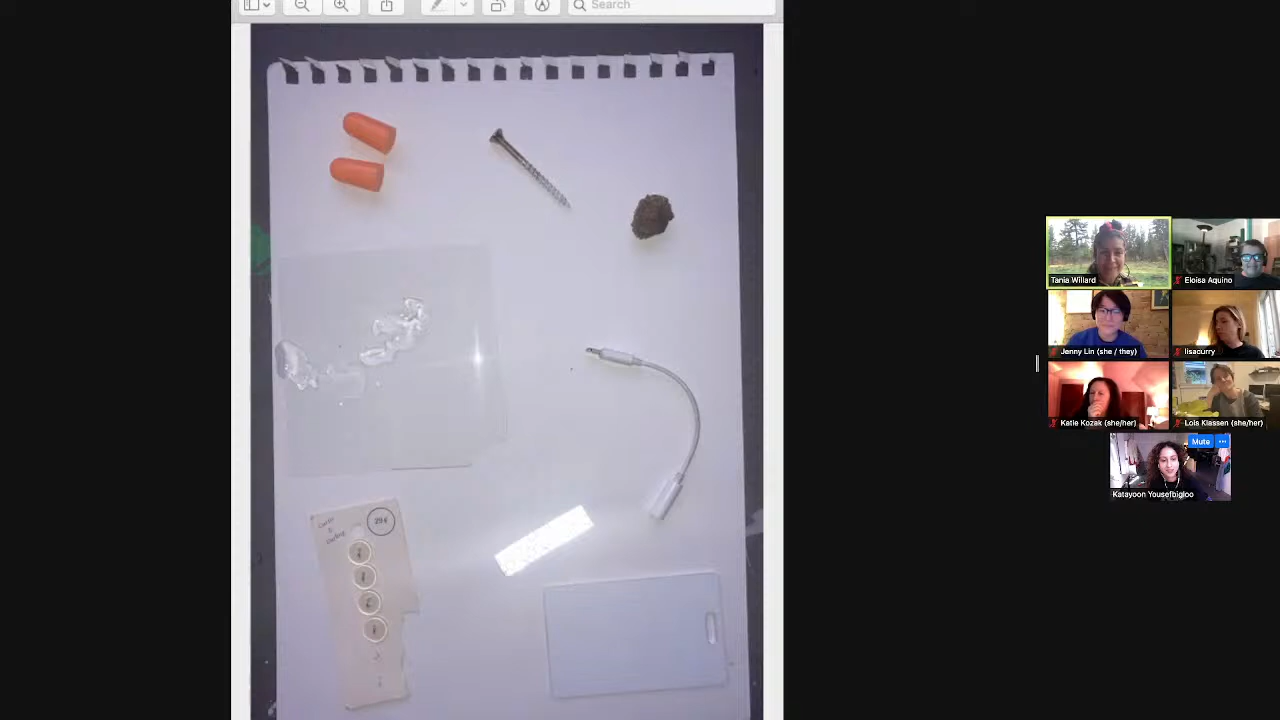 Search
Tania Willard
Eloisa Aquino
Jenny Lin (she / they)
lisacurry
Katie Kozak (she/her)
Lois Klassen (she/her)
Mute
Katayoon Yousefbigloo
29¢